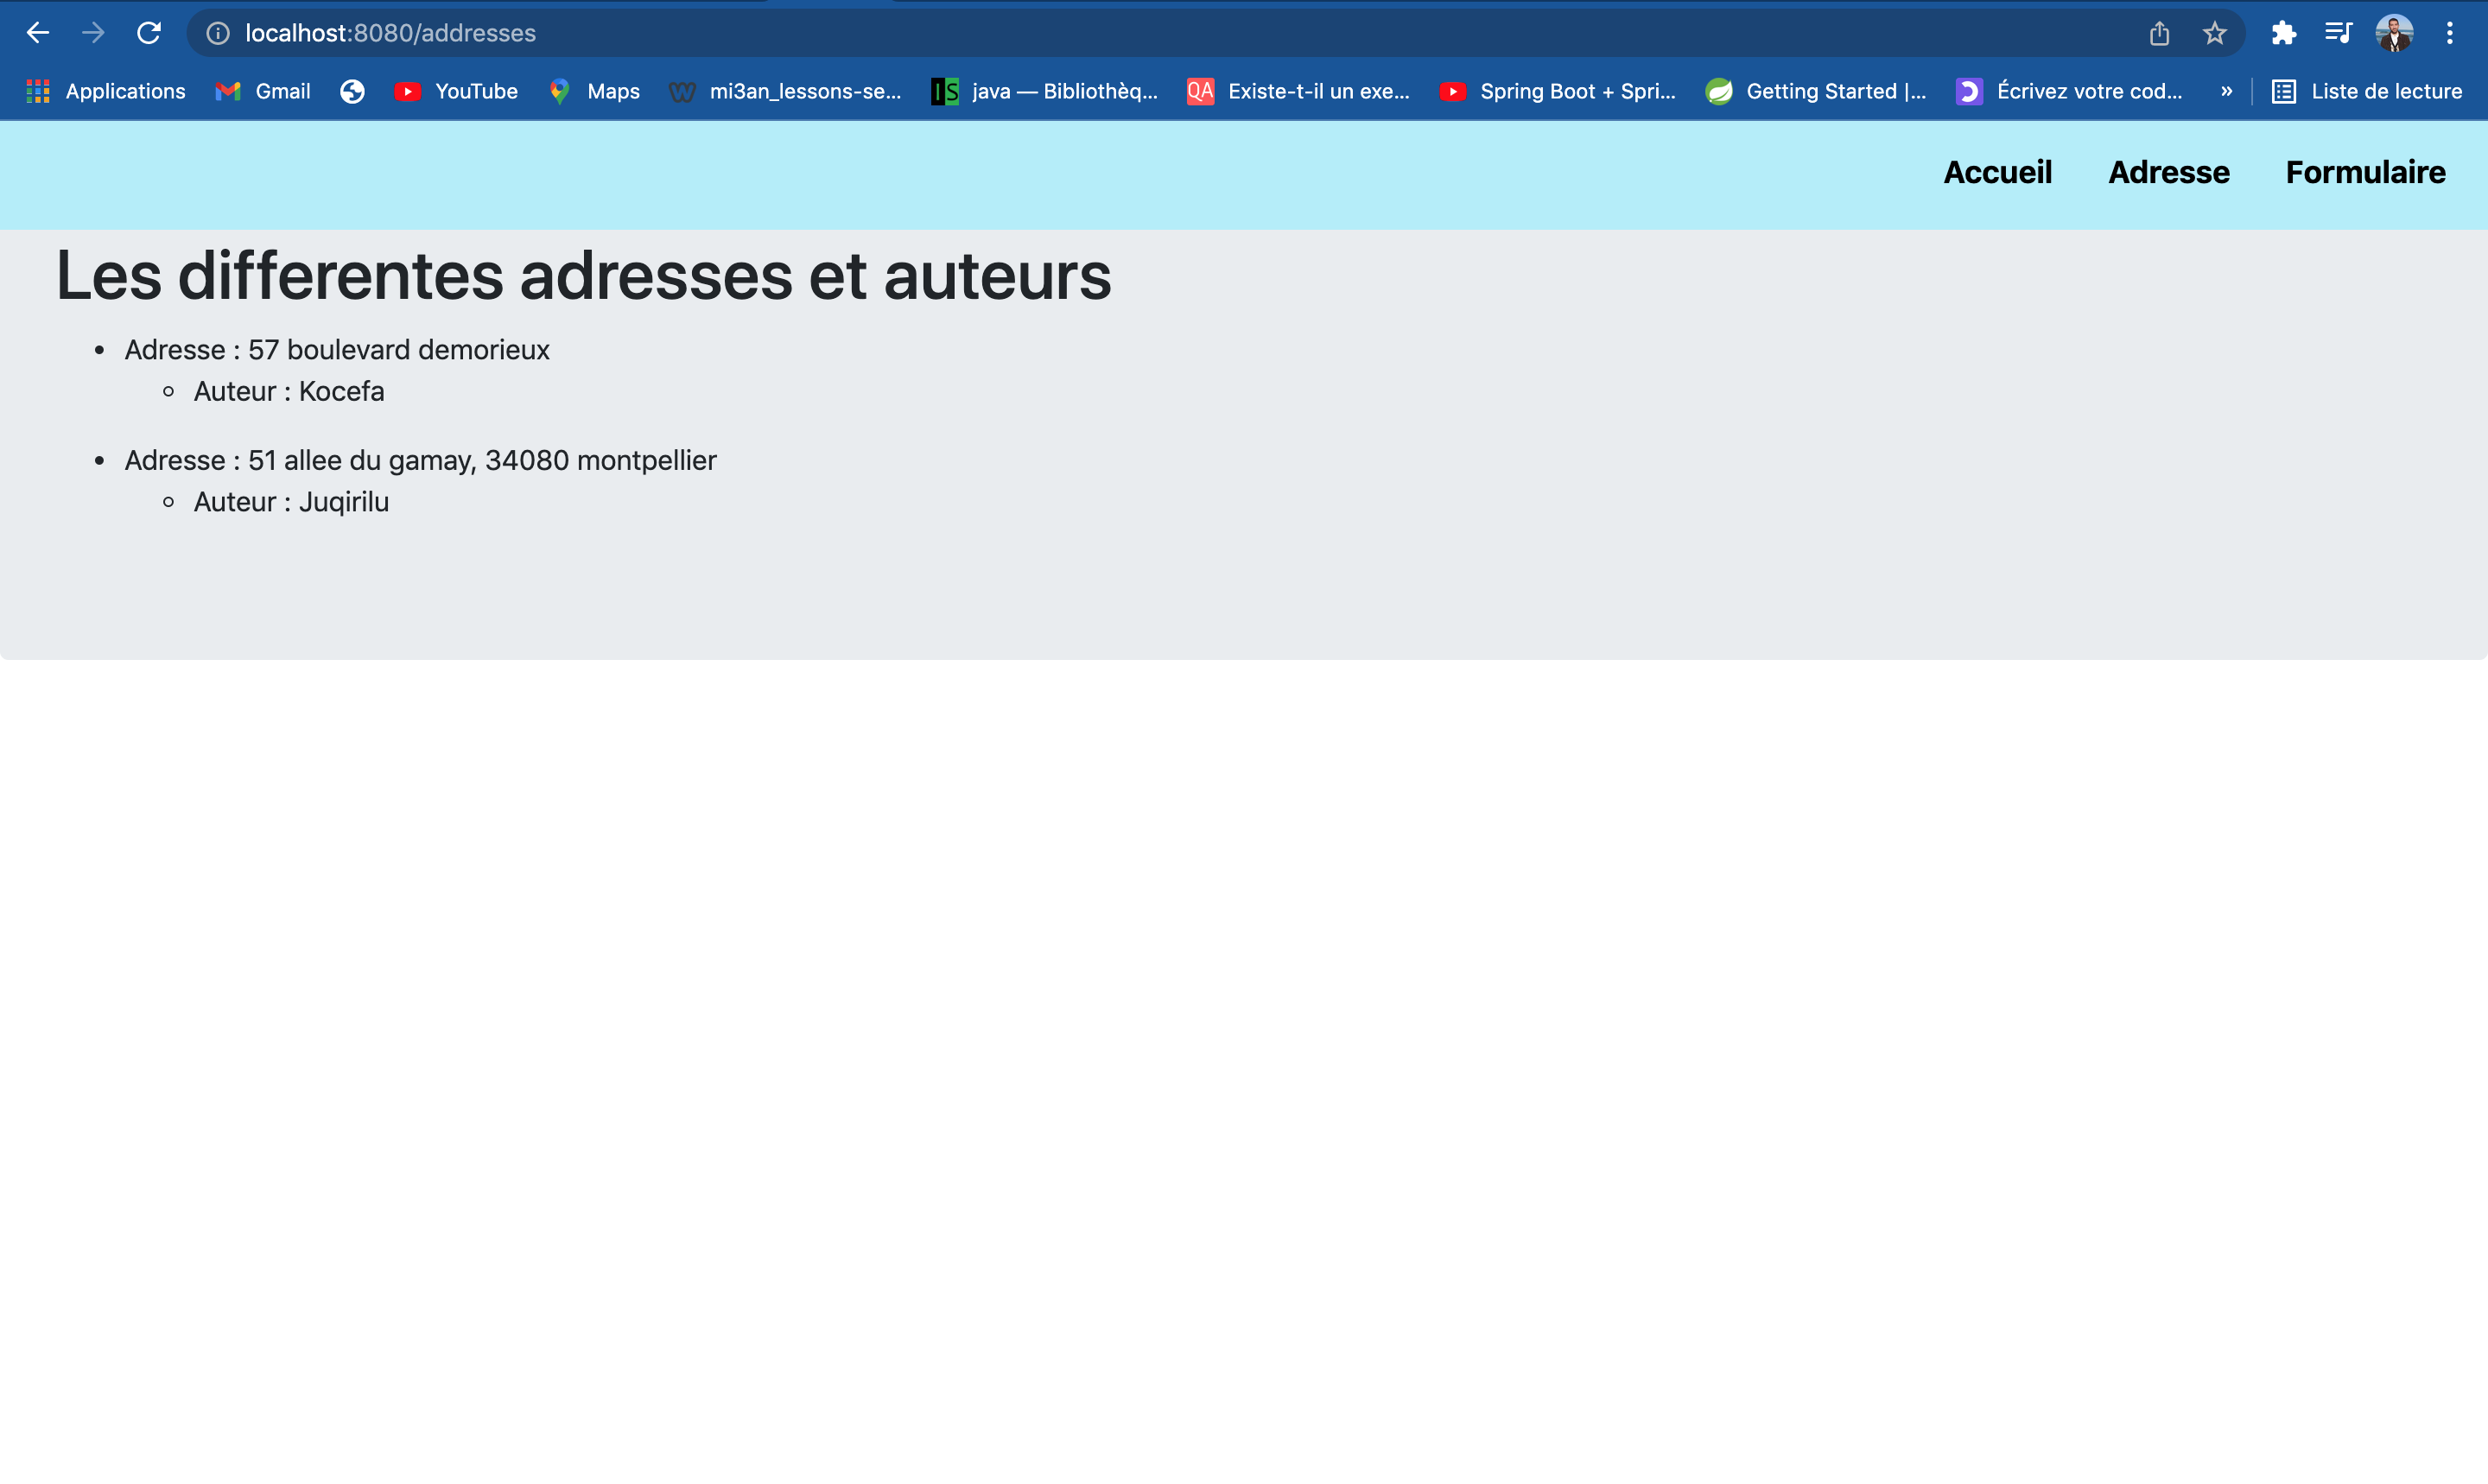 localhost:8080/addresses
Applications Gmail YouTube Maps mi3an_lessons-se... IS java — Bibliothèq... QA Existe-t-il un exe... Spring Boot + Spri... Getting Started |... Écrivez votre cod... » Liste de lecture
Accueil Adresse Formulaire
Les differentes adresses et auteurs
Adresse : 57 boulevard demorieux
Auteur : Kocefa
Adresse : 51 allee du gamay, 34080 montpellier
Auteur : Juqirilu